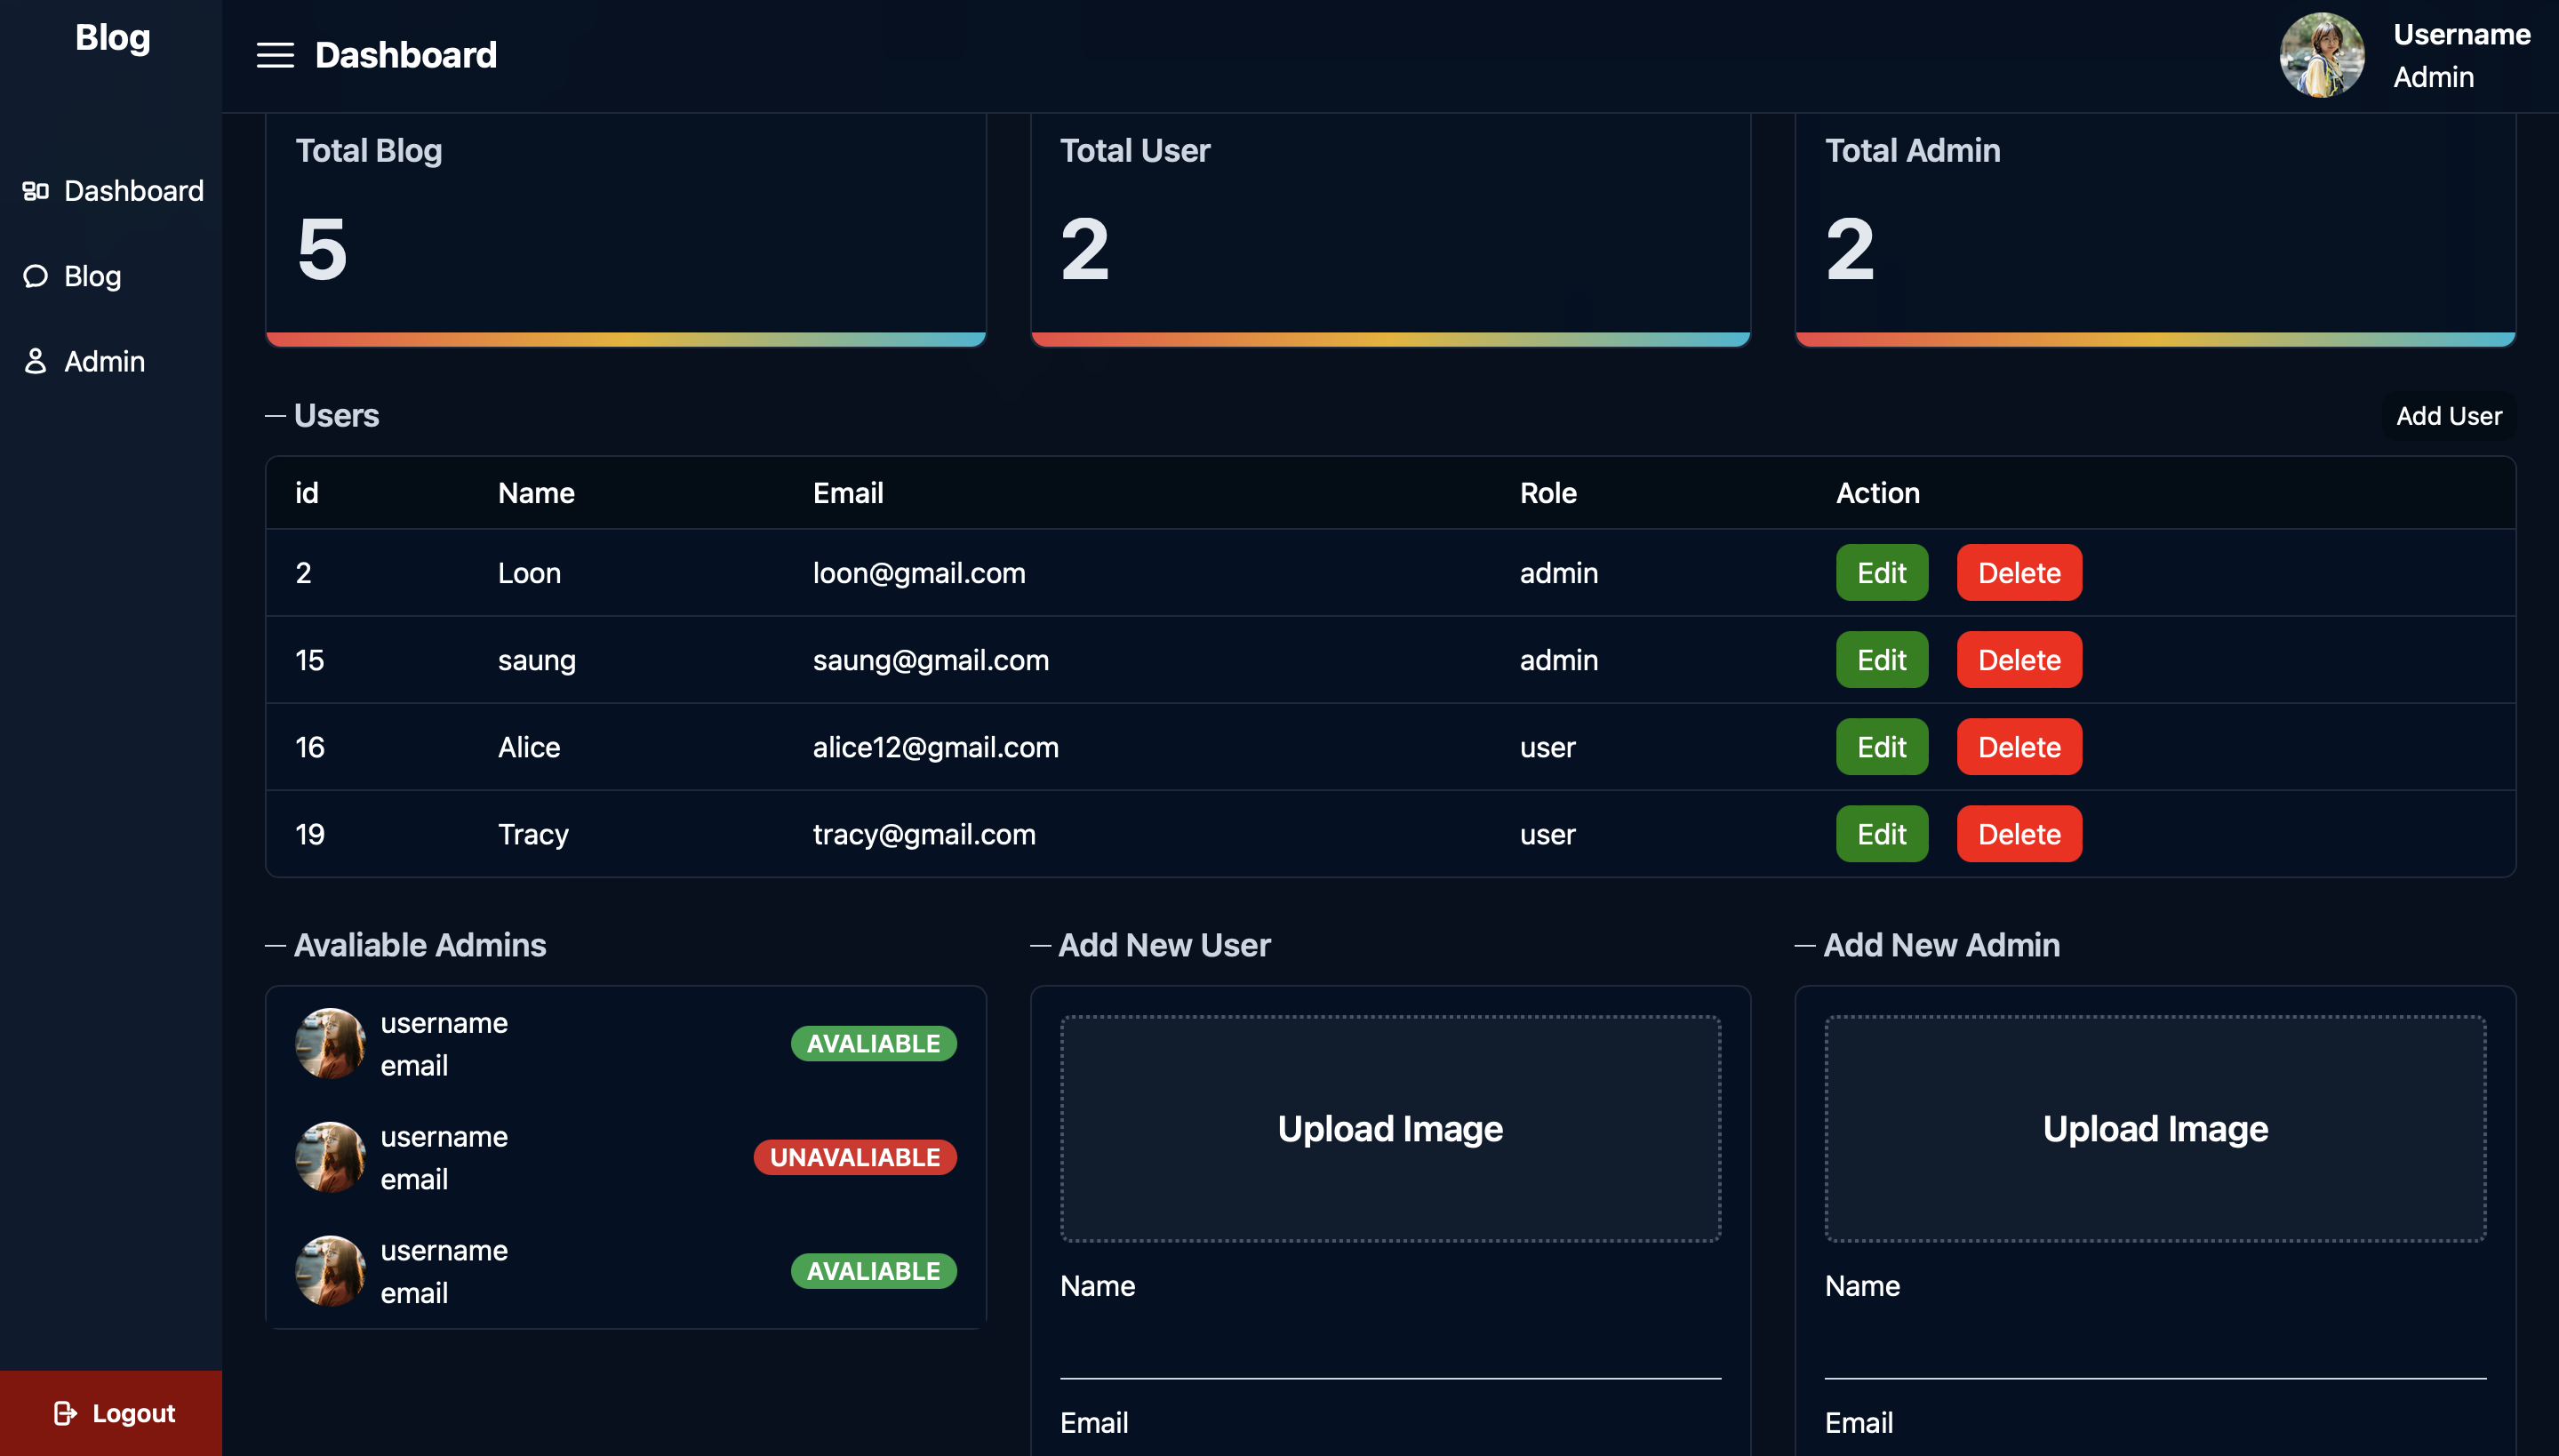 Blog
Dashboard
Blog
Admin
Logout
Dashboard
Username
Admin
Total Blog
5
Total User
2
Total Admin
2
Users
Add User
id Name Email Role Action
2 Loon loon@gmail.com admin Edit Delete
15 saung saung@gmail.com admin Edit Delete
16 Alice alice12@gmail.com user Edit Delete
19 Tracy tracy@gmail.com user Edit Delete
Avaliable Admins
username
email
AVALIABLE
username
email
UNAVALIABLE
username
email
AVALIABLE
Add New User
Upload Image
Name
Email
Add New Admin
Upload Image
Name
Email